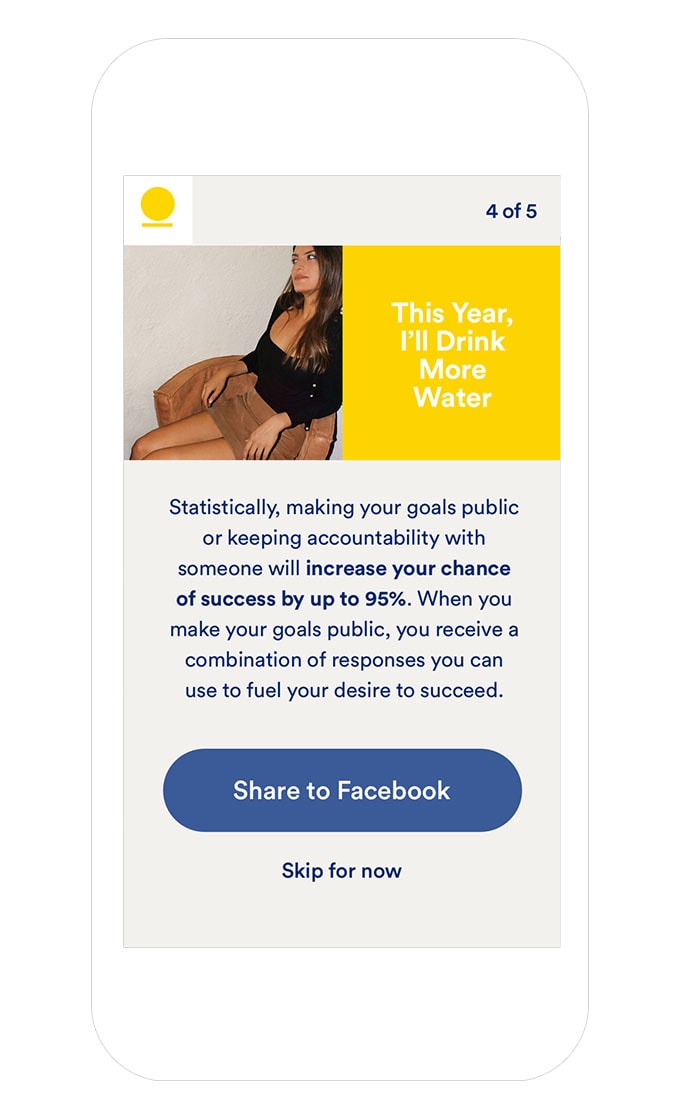 4 of 5
This Year,
I’ll Drink
More
Water
Statistically, making your goals public
or keeping accountability with
someone will increase your chance
of success by up to 95%. When you
make your goals public, you receive a
combination of responses you can
use to fuel your desire to succeed.
Share to Facebook
Skip for now